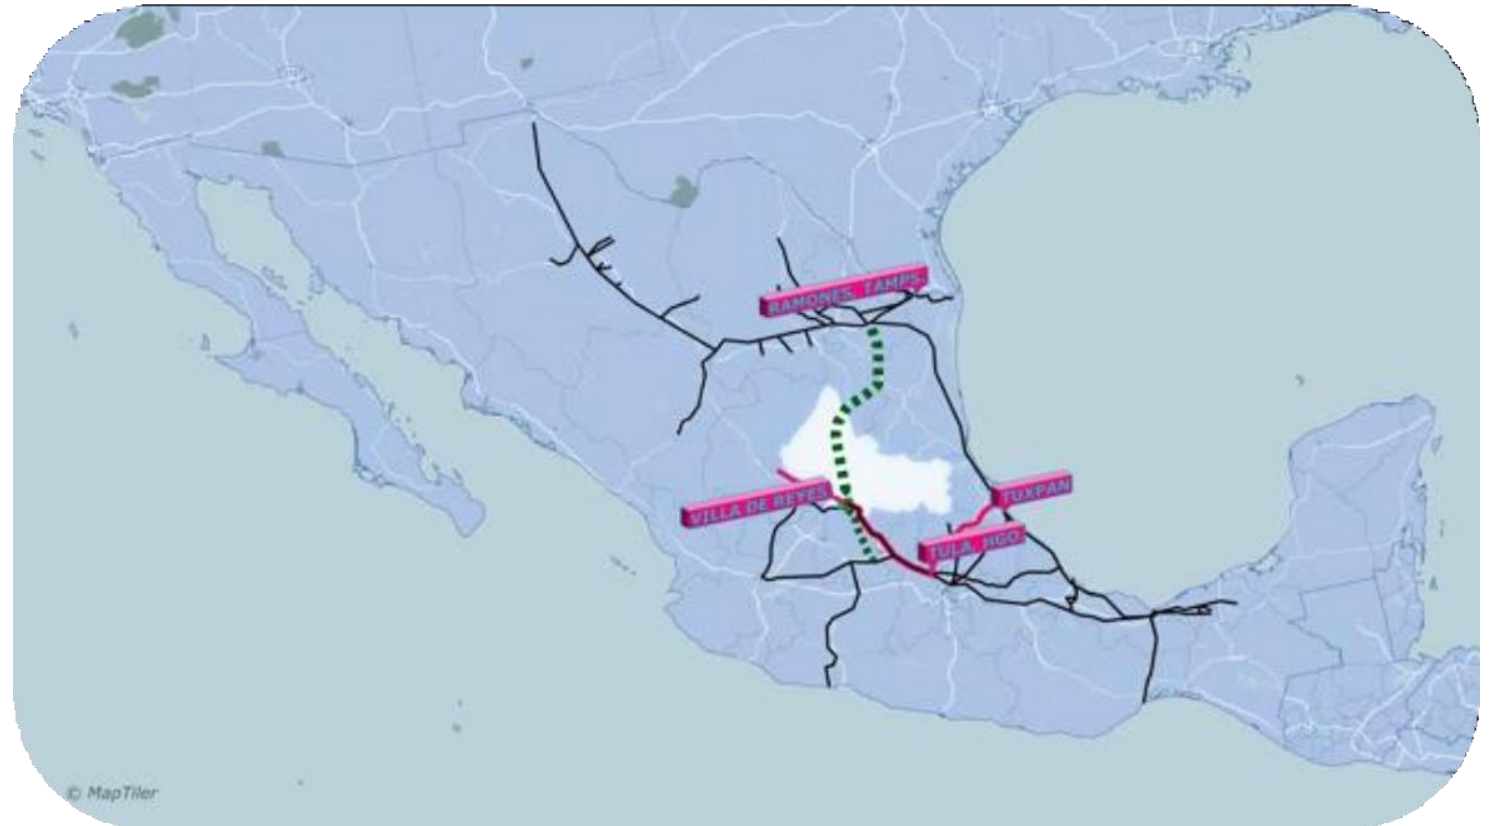 RAMONES, TAMPS.
VILLA DE REYES
TUXPAN
TULA, HGO.
© MapTiler